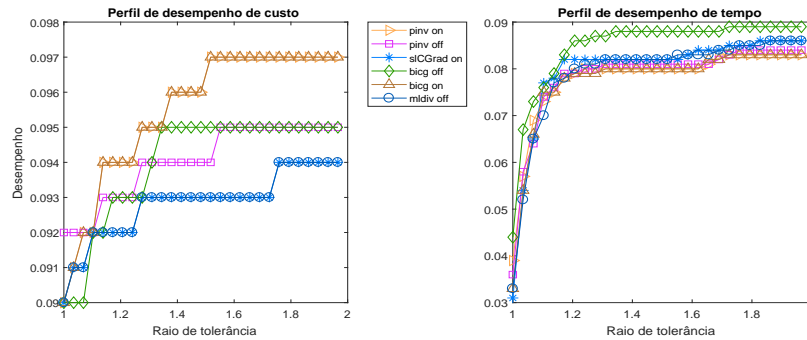 Perfil de desempenho de custo
0.098
0.097
0.096
0.095
0.094
0.093
0.092
0.091
0.09
Desempenho
1
1.2
1.4
1.6
1.8
2
Raio de tolerância
pinv on
pinv off
slCGrad on
bicg off
bicg on
mldiv off
Perfil de desempenho de tempo
0.09
0.08
0.07
0.06
0.05
0.04
0.03
1
1.2
1.4
1.6
1.8
Raio de tolerância